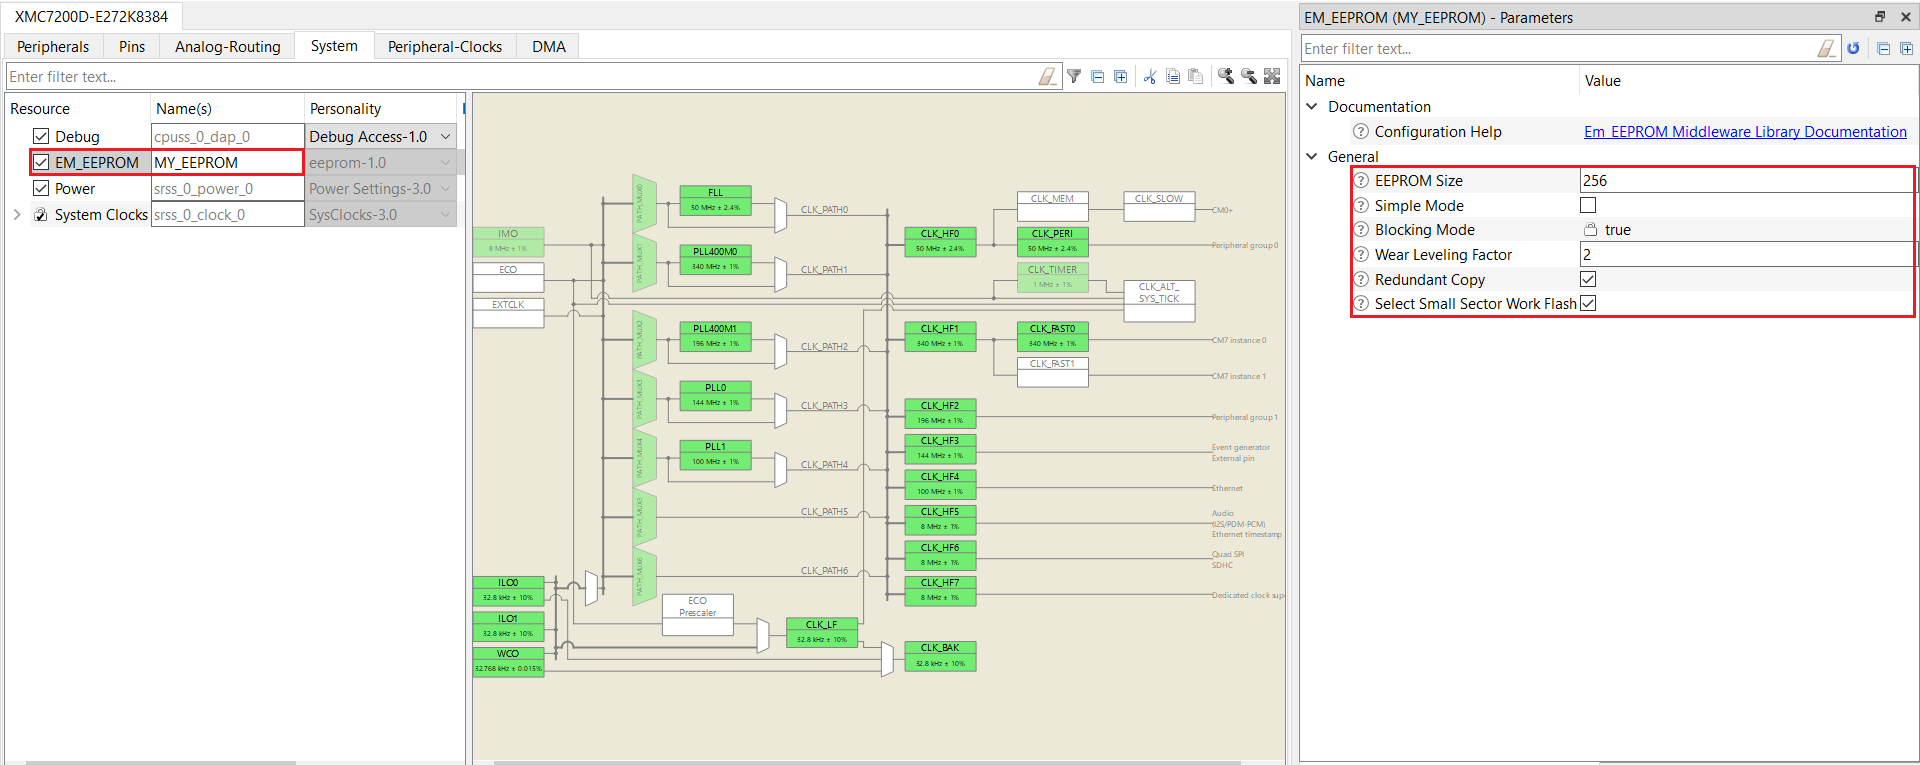 XMC7200D-E272K8384
Peripherals
Pins
Analog-Routing
System
Peripheral-Clocks
DMA
Enter filter text...
Resource
Name(s)
Personality
Debug
cpuss_0_dap_0
Debug Access-1.0
EM_EEPROM
MY_EEPROM
eeprom-1.0
Power
srss_0_power_0
Power Settings-3.0
System Clocks
srss_0_clock_0
SysClocks-3.0
IMO
8 MHz ± 1%
ECO
EXTCLK
ILO0
32.8 kHz ± 10%
ILO1
32.8 kHz ± 10%
WCO
32.768 kHz ± 0.015%
PATH_MUX0
PATH_MUX1
PATH_MUX2
PATH_MUX3
PATH_MUX4
PATH_MUX5
PATH_MUX6
FLL
50 MHz ± 2.4%
PLL400M0
340 MHz ± 1%
PLL400M1
196 MHz ± 1%
PLL0
144 MHz ± 1%
PLL1
100 MHz ± 1%
ECO
Prescaler
CLK_PATH0
CLK_PATH1
CLK_PATH2
CLK_PATH3
CLK_PATH4
CLK_PATH5
CLK_PATH6
CLK_LF
32.8 kHz ± 10%
CLK_HF0
50 MHz ± 2.4%
CLK_HF1
340 MHz ± 1%
CLK_HF2
196 MHz ± 1%
CLK_HF3
144 MHz ± 1%
CLK_HF4
100 MHz ± 1%
CLK_HF5
8 MHz ± 1%
CLK_HF6
8 MHz ± 1%
CLK_HF7
8 MHz ± 1%
CLK_BAK
32.8 kHz ± 10%
CLK_MEM
CLK_SLOW
CLK_PERI
50 MHz ± 2.4%
CLK_TIMER
1 MHz ± 1%
CLK_ALT_
SYS_TICK
CLK_FAST0
340 MHz ± 1%
CLK_FAST1
CM0+
Peripheral group 0
CM7 instance 0
CM7 instance 1
Peripheral group 1
Event generator
External pin
Ethernet
Audio
(I2S/PDM-PCM)
Ethernet timestamp
Quad SPI
SDHC
Dedicated clock sup
EM_EEPROM (MY_EEPROM) - Parameters
Enter filter text...
Name
Value
Documentation
Configuration Help
Em_EEPROM Middleware Library Documentation
General
EEPROM Size
256
Simple Mode
Blocking Mode
true
Wear Leveling Factor
2
Redundant Copy
Select Small Sector Work Flash